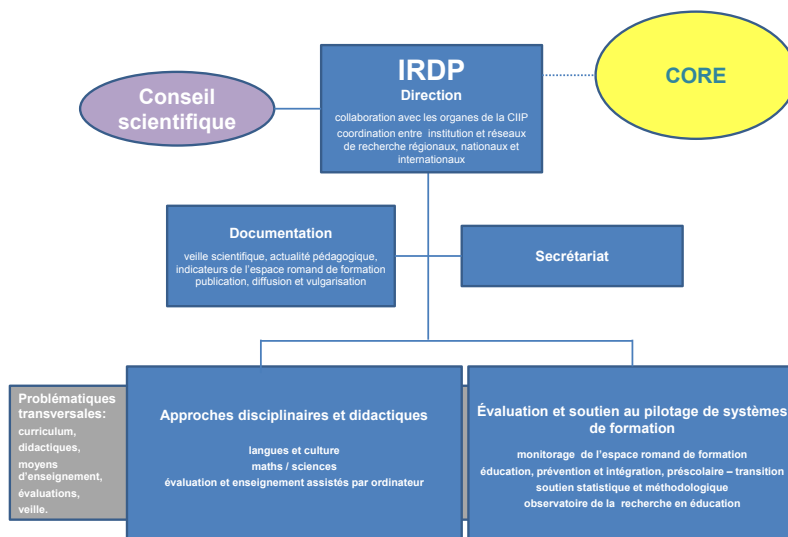 IRDP
Direction
collaboration avec les organes de la CIIP
coordination entre institution et réseaux
de recherche régionaux, nationaux et
internationaux
Conseil
scientifique
CORE
Documentation
veille scientifique, actualité pédagogique,
indicateurs de l'espace romand de formation
publication, diffusion et vulgarisation
Secrétariat
Problématiques
transversales:
curriculum,
didactiques,
moyens
d'enseignement,
évaluations,
veille.
Approches disciplinaires et didactiques
langues et culture
maths / sciences
évaluation et enseignement assistés par ordinateur
Évaluation et soutien au pilotage de systèmes
de formation
monitorage de l'espace romand de formation
éducation, prévention et intégration, préscolaire – transition
soutien statistique et méthodologique
observatoire de la recherche en éducation